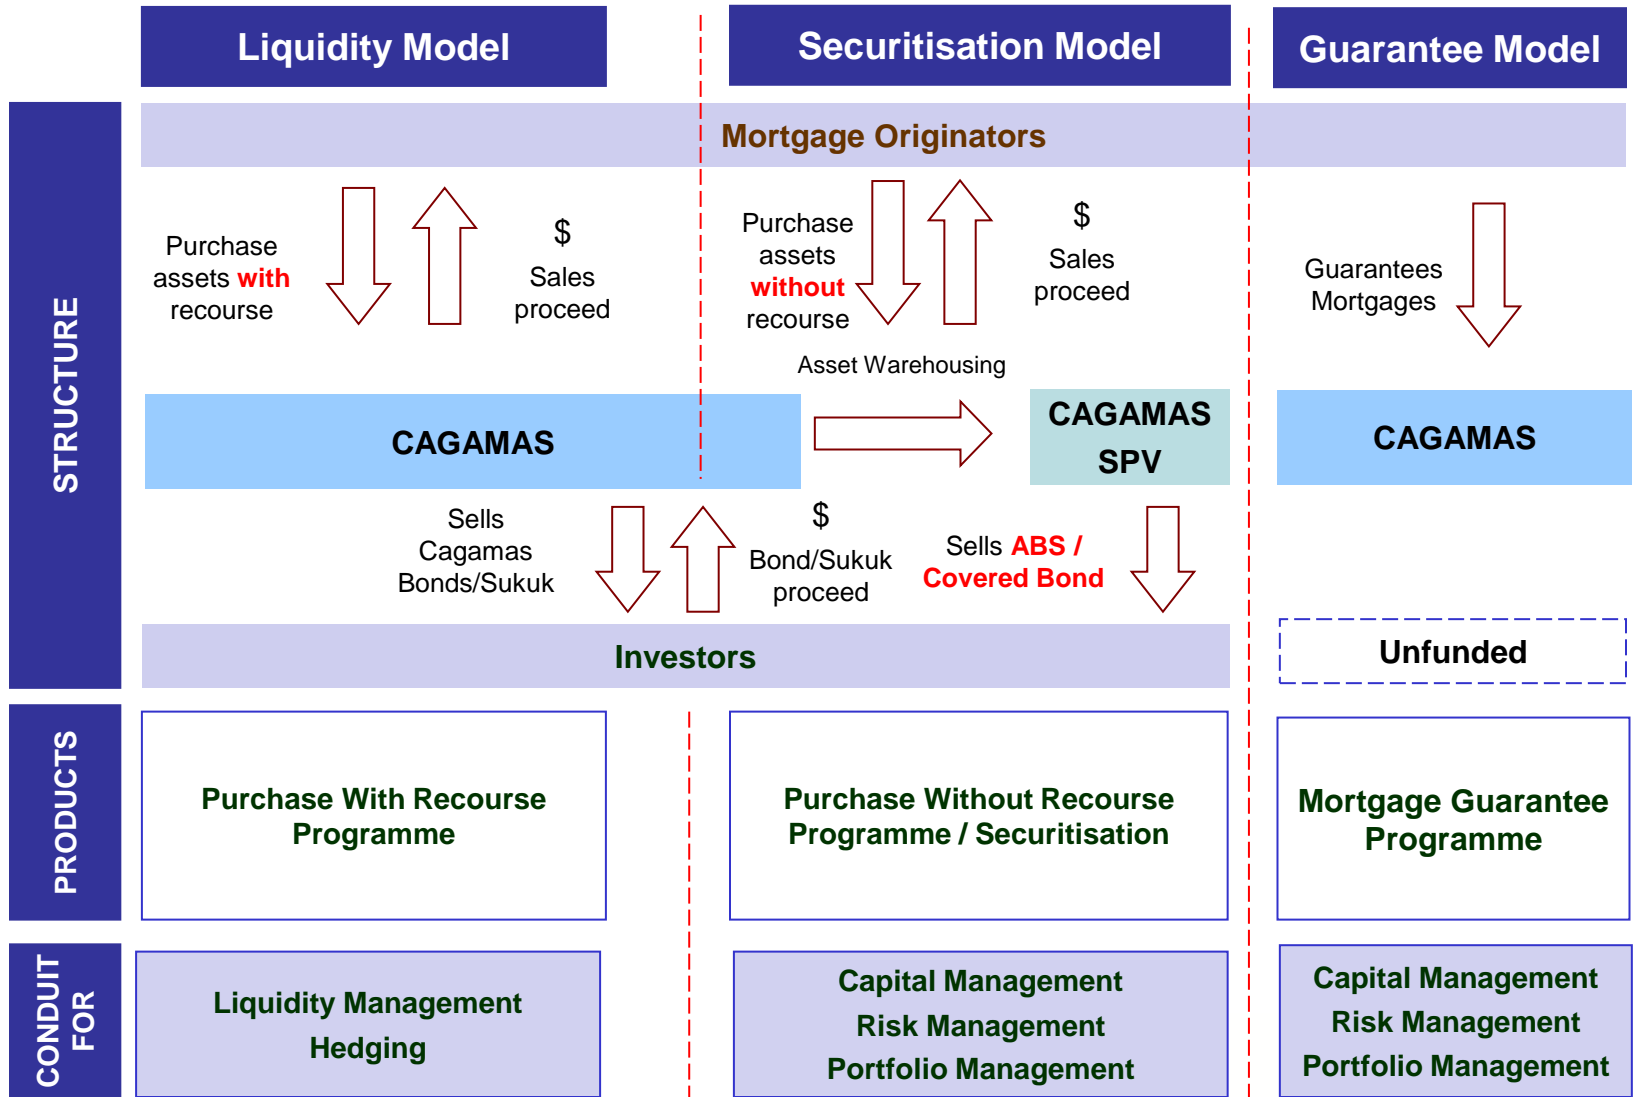 Liquidity Model
Securitisation Model
Guarantee Model
STRUCTURE
Mortgage Originators
Purchase
assets with
recourse
$
Sales
proceed
Purchase
assets
without
recourse
$
Sales
proceed
Guarantees
Mortgages
Asset Warehousing
CAGAMAS
CAGAMAS
SPV
CAGAMAS
Sells
Cagamas
Bonds/Sukuk
$
Bond/Sukuk
proceed
Sells ABS /
Covered Bond
Investors
Unfunded
PRODUCTS
Purchase With Recourse
Programme
Purchase Without Recourse
Programme / Securitisation
Mortgage Guarantee
Programme
CONDUIT
FOR
Liquidity Management
Hedging
Capital Management
Risk Management
Portfolio Management
Capital Management
Risk Management
Portfolio Management